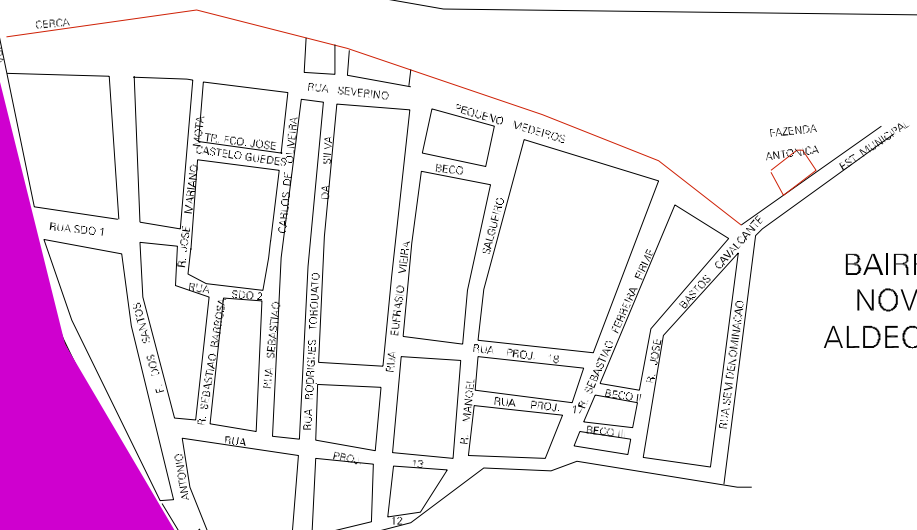 CERCA
RUA SEVERINO
PEQUENO MEDEIROS
FAZENDA
ANTONICA
EST. MUNICIPAL
TR. FCO. JOSE
CASTELO GUEDES
R. JOSE MARIANO MOTA
CARLOS DE OLIVEIRA
RUA SEBASTIAO
RUA RODRIGUES TORQUATO DA SILVA
RUA EUFRASIO VIEIRA
BECO
R. MANOEL SALGUEIRO
RUA SDO 1
RUA SDO 2
R. SEBASTIAO BARBOSA
ANTONIO F. DOS SANTOS
R. SEBASTIAO FERREIRA FIRME
R. JOSE BASTOS CAVALCANTE
RUA SEM DENOMINACAO
RUA PROJ. 16
RUA PROJ. 17
BECO I
BECO II
RUA PROJ. 13
12
BAIR
NOV
ALDEO